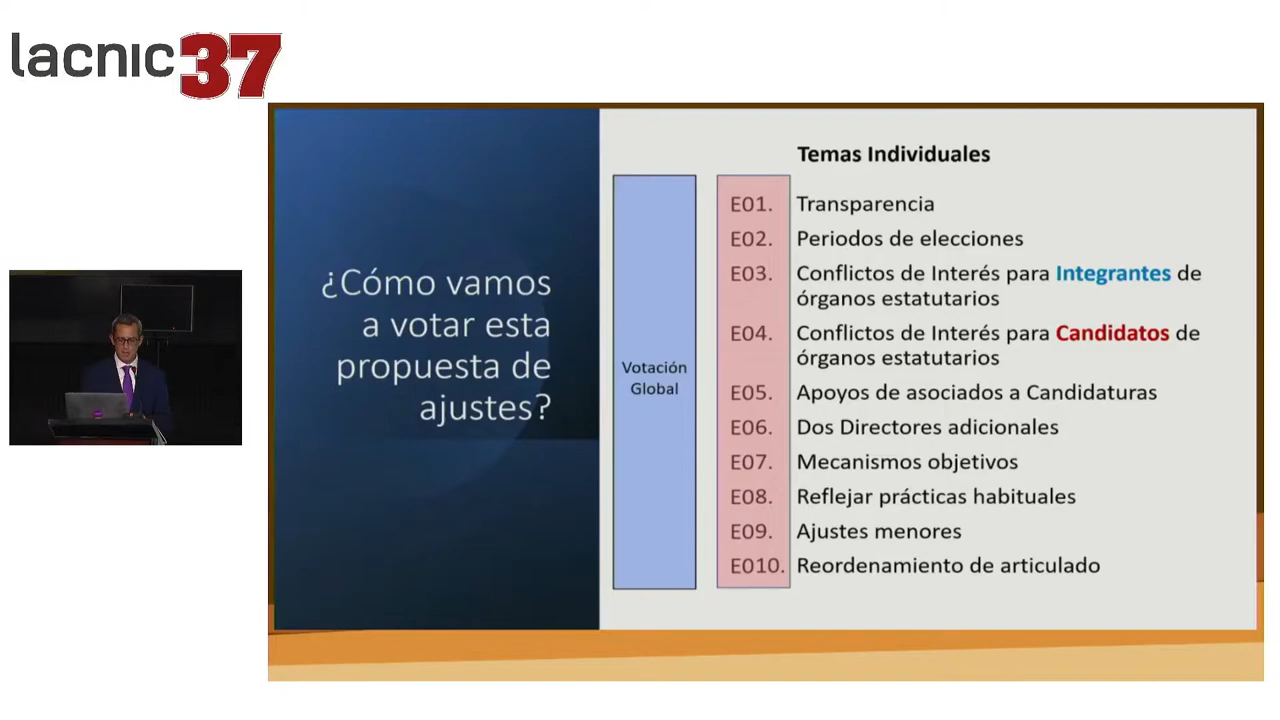 lacnic 37
¿Cómo vamos
a votar esta
propuesta de
ajustes?
Votación
Global
Temas Individuales
E01. Transparencia
E02. Periodos de elecciones
E03. Conflictos de Interés para Integrantes de
órganos estatutarios
E04. Conflictos de Interés para Candidatos de
órganos estatutarios
E05. Apoyos de asociados a Candidaturas
E06. Dos Directores adicionales
E07. Mecanismos objetivos
E08. Reflejar prácticas habituales
E09. Ajustes menores
E010. Reordenamiento de articulado